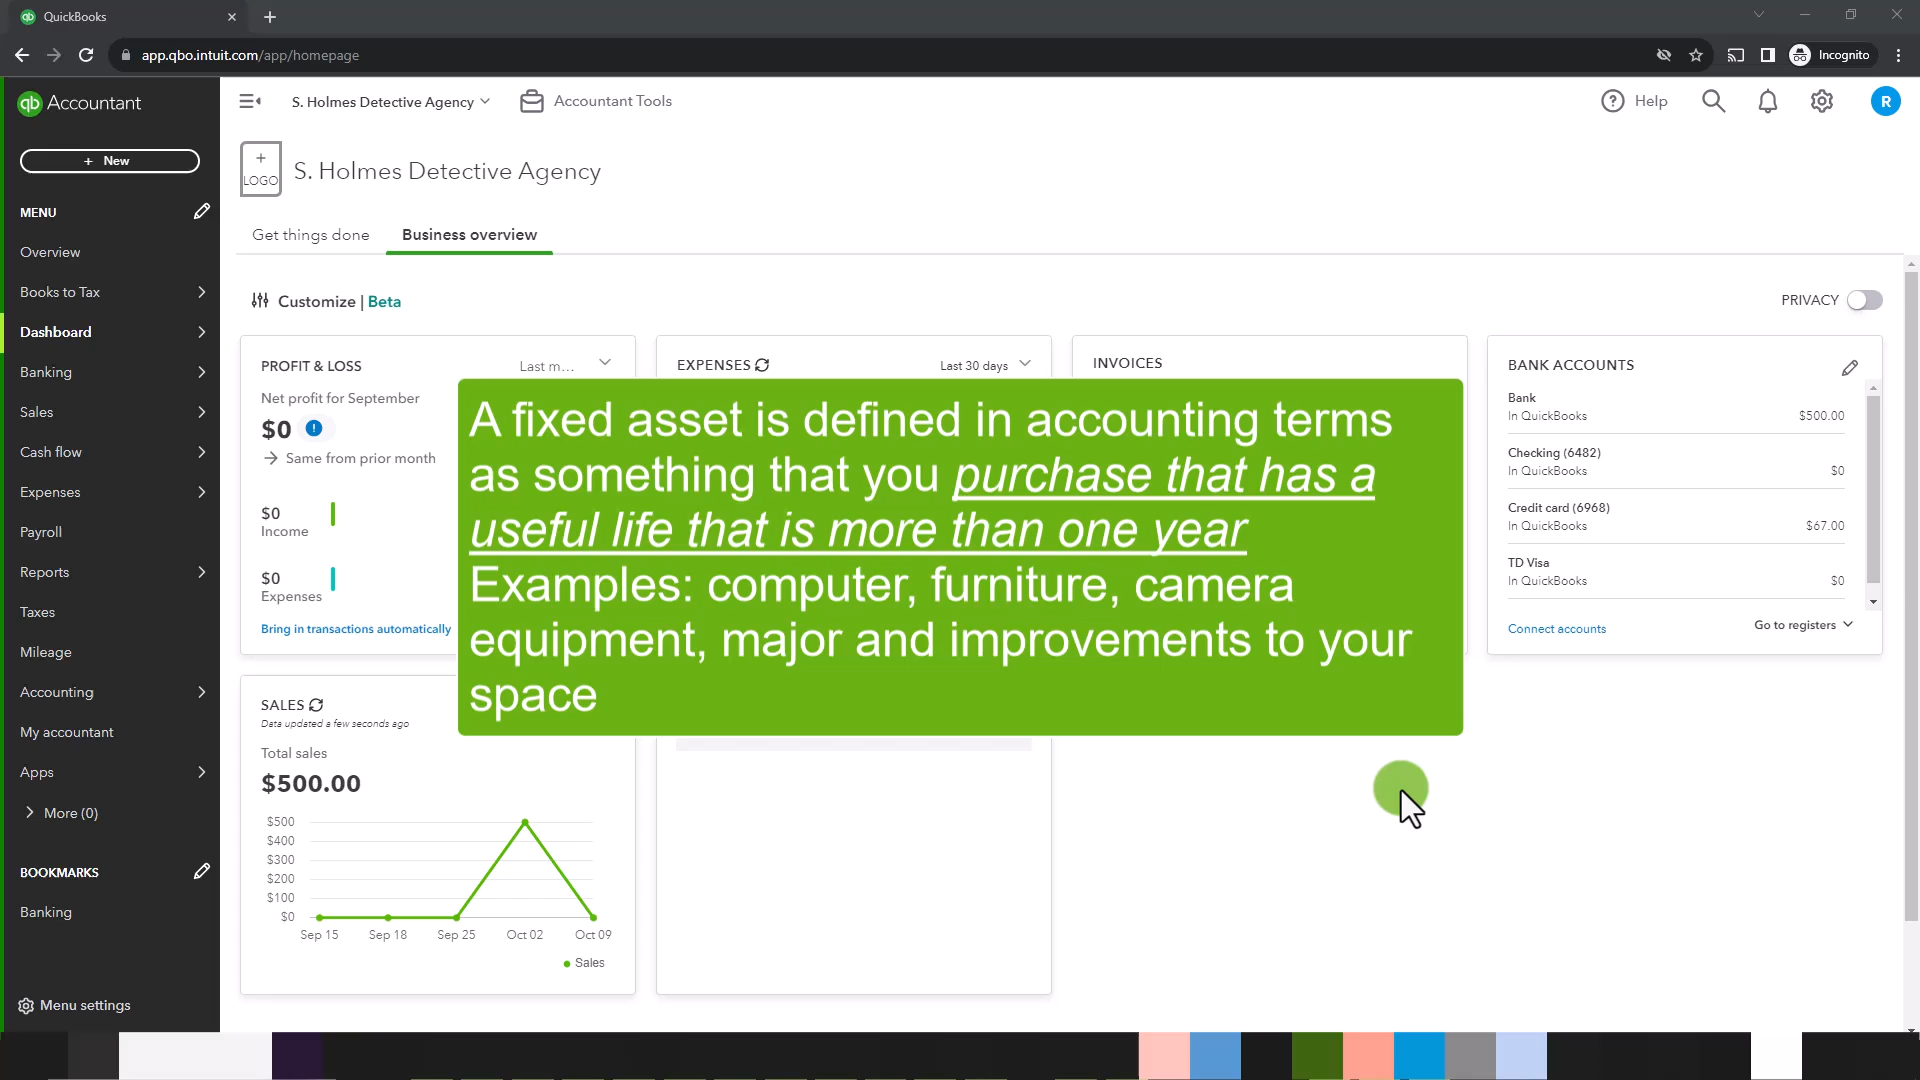 QuickBooks
app.qbo.intuit.com/app/homepage
Incognito
qb Accountant
S. Holmes Detective Agency
Accountant Tools
Help
R
+ New
+
LOGO
S. Holmes Detective Agency
MENU
Get things done
Business overview
Overview
Books to Tax
Customize | Beta
PRIVACY
Dashboard
Banking
Sales
Cash flow
Expenses
Payroll
Reports
Taxes
Mileage
Accounting
My accountant
Apps
More (0)
BOOKMARKS
Banking
Menu settings
PROFIT & LOSS
Last m...
Net profit for September
$0
Same from prior month
$0
Income
$0
Expenses
Bring in transactions automatically
EXPENSES
Last 30 days
INVOICES
A fixed asset is defined in accounting terms
as something that you purchase that has a
useful life that is more than one year
Examples: computer, furniture, camera
equipment, major and improvements to your
space
BANK ACCOUNTS
Bank
In QuickBooks
$500.00
Checking (6482)
In QuickBooks
$0
Credit card (6968)
In QuickBooks
$67.00
TD Visa
In QuickBooks
$0
Connect accounts
Go to registers
SALES
Data updated a few seconds ago
Total sales
$500.00
$500
$400
$300
$200
$100
$0
Sep 15
Sep 18
Sep 25
Oct 02
Oct 09
Sales